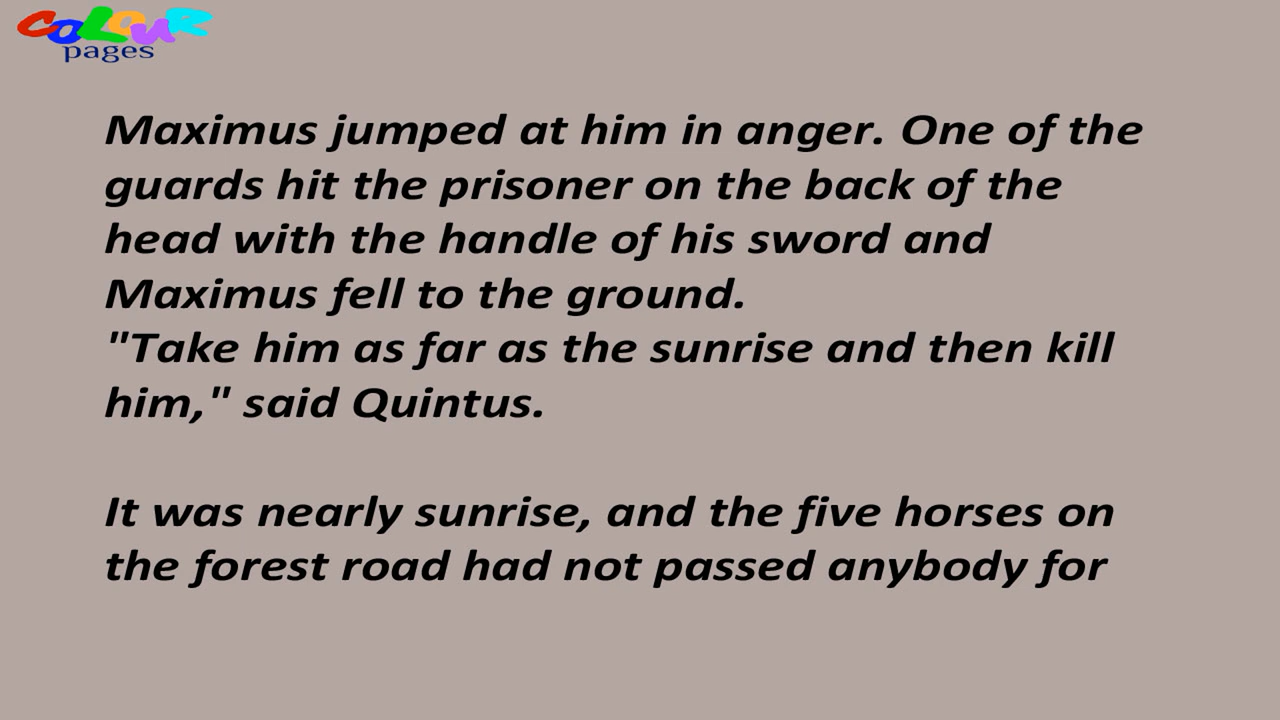 COLOUR
pages
Maximus jumped at him in anger. One of the
guards hit the prisoner on the back of the
head with the handle of his sword and
Maximus fell to the ground.
"Take him as far as the sunrise and then kill
him," said Quintus.
It was nearly sunrise, and the five horses on
the forest road had not passed anybody for